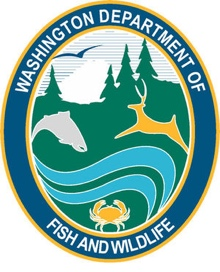 WASHINGTON DEPARTMENT OF
FISH AND WILDLIFE